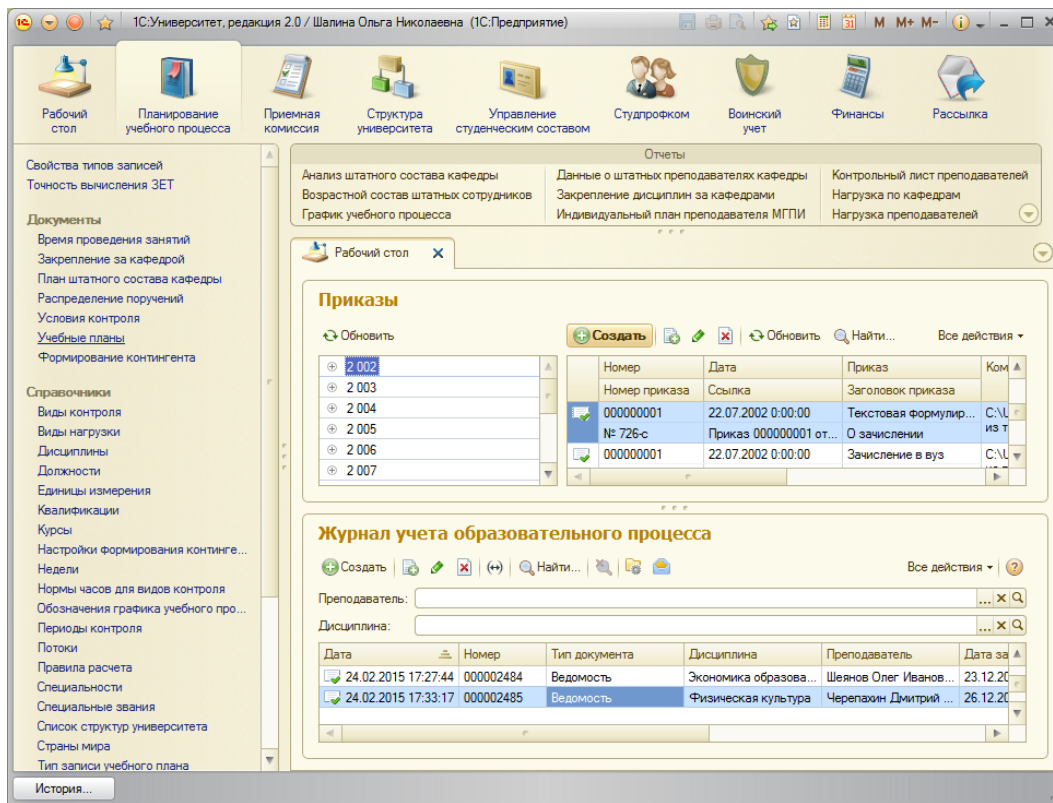 1С:Университет, редакция 2.0 / Шалина Ольга Николаевна (1С:Предприятие)
M M+ M-
31
Рабочий стол
Планирование учебного процесса
Приемная комиссия
Структура университета
Управление студенческим составом
Студпрофком
Воинский учет
Финансы
Рассылка
Свойства типов записей
Точность вычисления ЗЕТ
Документы
Время проведения занятий
Закрепление за кафедрой
План штатного состава кафедры
Распределение поручений
Условия контроля
Учебные планы
Формирование контингента
Справочники
Виды контроля
Виды нагрузки
Дисциплины
Должности
Единицы измерения
Квалификации
Курсы
Настройки формирования континге...
Недели
Нормы часов для видов контроля
Обозначения графика учебного про...
Периоды контроля
Потоки
Правила расчета
Специальности
Специальные звания
Список структур университета
Страны мира
Тип записи учебного плана
Отчеты
Анализ штатного состава кафедры Данные о штатных преподавателях кафедры Контрольный лист преподавателей
Возрастной состав штатных сотрудников Закрепление дисциплин за кафедрами Нагрузка по кафедрам
График учебного процесса Индивидуальный план преподавателя МГПИ Нагрузка преподавателей
Рабочий стол
Приказы
Обновить
2 002
2 003
2 004
2 005
2 006
2 007
Создать Обновить Найти... Все действия
Номер Дата Приказ Ком
Номер приказа Ссылка Заголовок приказа
000000001 22.07.2002 0:00:00 Текстовая формулир... C:\U
№ 726-с Приказ 000000001 от... О зачислении из т
000000001 22.07.2002 0:00:00 Зачисление в вуз C:\U
Журнал учета образовательного процесса
Создать Найти... Все действия
Преподаватель:
Дисциплина:
Дата Номер Тип документа Дисциплина Преподаватель Дата за
24.02.2015 17:27:44 000002484 Ведомость Экономика образова... Шеянов Олег Иванов... 23.12.20
24.02.2015 17:33:17 000002485 Ведомость Физическая культура Черепахин Дмитрий ... 26.12.20
История...